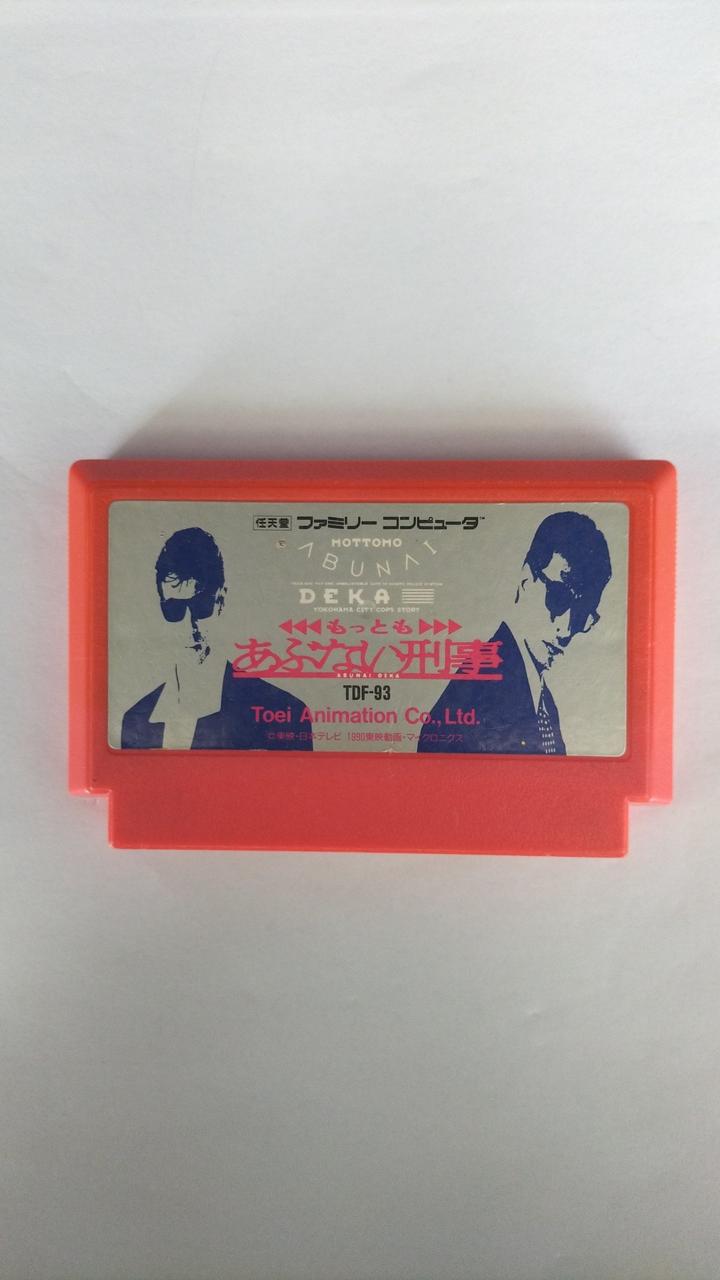 任天堂 ファミリー コンピュータ™
MOTTOMO
ABUNAI
DEKA
YOKOHAMA CITY COPS STORY
もっとも
あぶない刑事
ABUNAI DEKA
TDF-93
Toei Animation Co., Ltd.
©東映・日本テレビ 1990東映動画・マイクロニクス